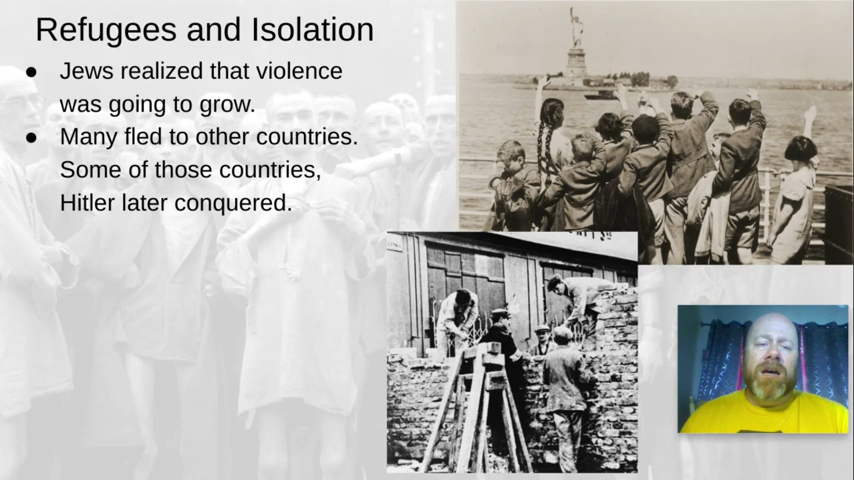 Refugees and Isolation
● Jews realized that violence
was going to grow.
● Many fled to other countries.
Some of those countries,
Hitler later conquered.